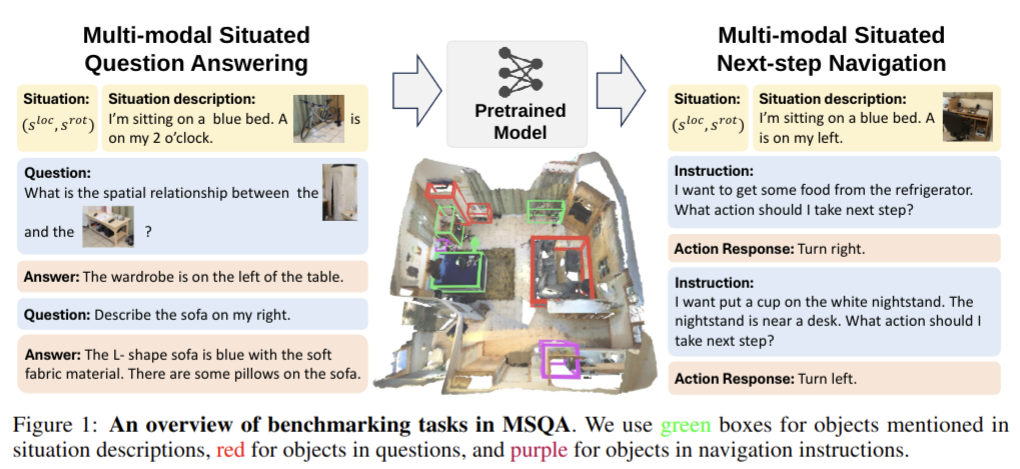 Multi-modal Situated
Question Answering
Situation:
(s^loc, s^rot)
Situation description:
I'm sitting on a blue bed. A is
on my 2 o'clock.
Question:
What is the spatial relationship between the
and the ?
Answer: The wardrobe is on the left of the table.
Question: Describe the sofa on my right.
Answer: The L- shape sofa is blue with the soft
fabric material. There are some pillows on the sofa.
Pretrained
Model
Multi-modal Situated
Next-step Navigation
Situation:
(s^loc, s^rot)
Situation description:
I'm sitting on a blue bed. A
is on my left.
Instruction:
I want to get some food from the refrigerator.
What action should I take next step?
Action Response: Turn right.
Instruction:
I want put a cup on the white nightstand. The
nightstand is near a desk. What action should I
take next step?
Action Response: Turn left.
Figure 1: An overview of benchmarking tasks in MSQA. We use green boxes for objects mentioned in
situation descriptions, red for objects in questions, and purple for objects in navigation instructions.